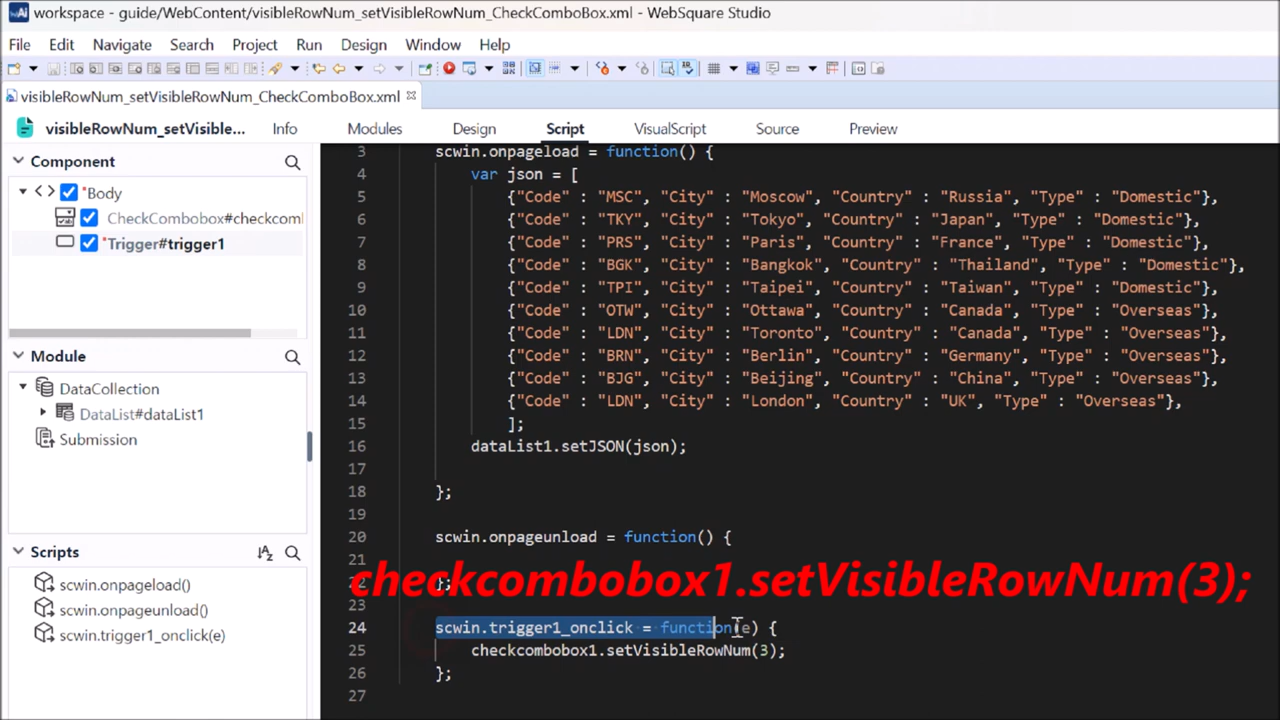 workspace - guide/WebContent/visibleRowNum_setVisibleRowNum_CheckComboBox.xml - WebSquare Studio
File Edit Navigate Search Project Run Design Window Help
visibleRowNum_setVisibleRowNum_CheckComboBox.xml
visibleRowNum_setVisible... Info Modules Design Script VisualScript Source Preview
Component
*Body
CheckCombobox#checkcoml
*Trigger#trigger1
Module
DataCollection
DataList#dataList1
Submission
Scripts
scwin.onpageload()
scwin.onpageunload()
scwin.trigger1_onclick(e)
3 scwin.onpageload = function() {
4 var json = [
5 {"Code" : "MSC", "City" : "Moscow", "Country" : "Russia", "Type" : "Domestic"},
6 {"Code" : "TKY", "City" : "Tokyo", "Country" : "Japan", "Type" : "Domestic"},
7 {"Code" : "PRS", "City" : "Paris", "Country" : "France", "Type" : "Domestic"},
8 {"Code" : "BGK", "City" : "Bangkok", "Country" : "Thailand", "Type" : "Domestic"},
9 {"Code" : "TPI", "City" : "Taipei", "Country" : "Taiwan", "Type" : "Domestic"},
10 {"Code" : "OTW", "City" : "Ottawa", "Country" : "Canada", "Type" : "Overseas"},
11 {"Code" : "LDN", "City" : "Toronto", "Country" : "Canada", "Type" : "Overseas"},
12 {"Code" : "BRN", "City" : "Berlin", "Country" : "Germany", "Type" : "Overseas"},
13 {"Code" : "BJG", "City" : "Beijing", "Country" : "China", "Type" : "Overseas"},
14 {"Code" : "LDN", "City" : "London", "Country" : "UK", "Type" : "Overseas"},
15 ];
16 dataList1.setJSON(json);
17
18 };
19
20 scwin.onpageunload = function() {
21
checkcombobox1.setVisibleRowNum(3);
22 };
23
24 scwin.trigger1_onclick = function(e) {
25 checkcombobox1.setVisibleRowNum(3);
26 };
27